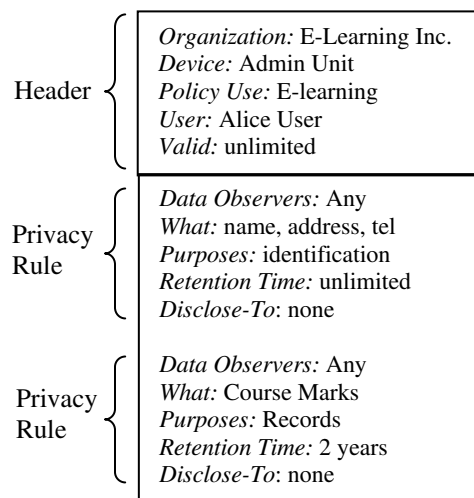 Header
Organization: E-Learning Inc.
Device: Admin Unit
Policy Use: E-learning
User: Alice User
Valid: unlimited
Privacy
Rule
Data Observers: Any
What: name, address, tel
Purposes: identification
Retention Time: unlimited
Disclose-To: none
Privacy
Rule
Data Observers: Any
What: Course Marks
Purposes: Records
Retention Time: 2 years
Disclose-To: none